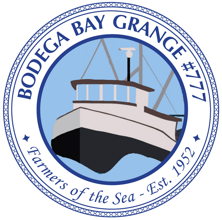 BODEGA BAY GRANGE #777
Farmers of the Sea - Est. 1952